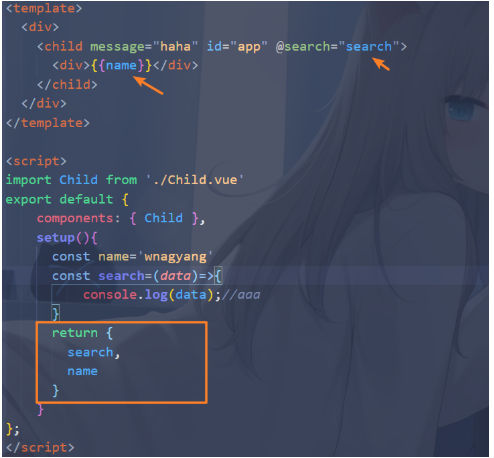 <template>
  <div>
    <child message="haha" id="app" @search="search">
      <div>{{name}}</div>
    </child>
  </div>
</template>

<script>
import Child from './Child.vue'
export default {
    components: { Child },
    setup(){
      const name='wnagyang'
      const search=(data)=>{
          console.log(data);//aaa
      }
      return {
        search,
        name
      }
    }
};
</script>